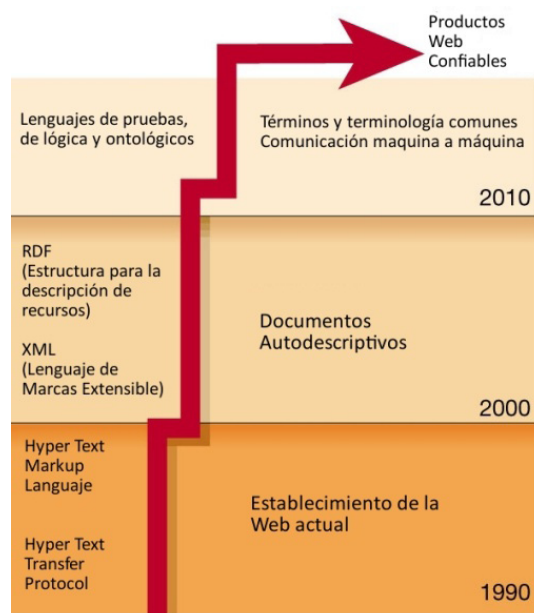 Productos
Web
Confiables
Lenguajes de pruebas,
de lógica y ontológicos
Términos y terminología comunes
Comunicación maquina a máquina
2010
RDF
(Estructura para la
descripción de
recursos)
XML
(Lenguaje de
Marcas Extensible)
Documentos
Autodescriptivos
2000
Hyper Text
Markup
Languaje
Hyper Text
Transfer
Protocol
Establecimiento de la
Web actual
1990